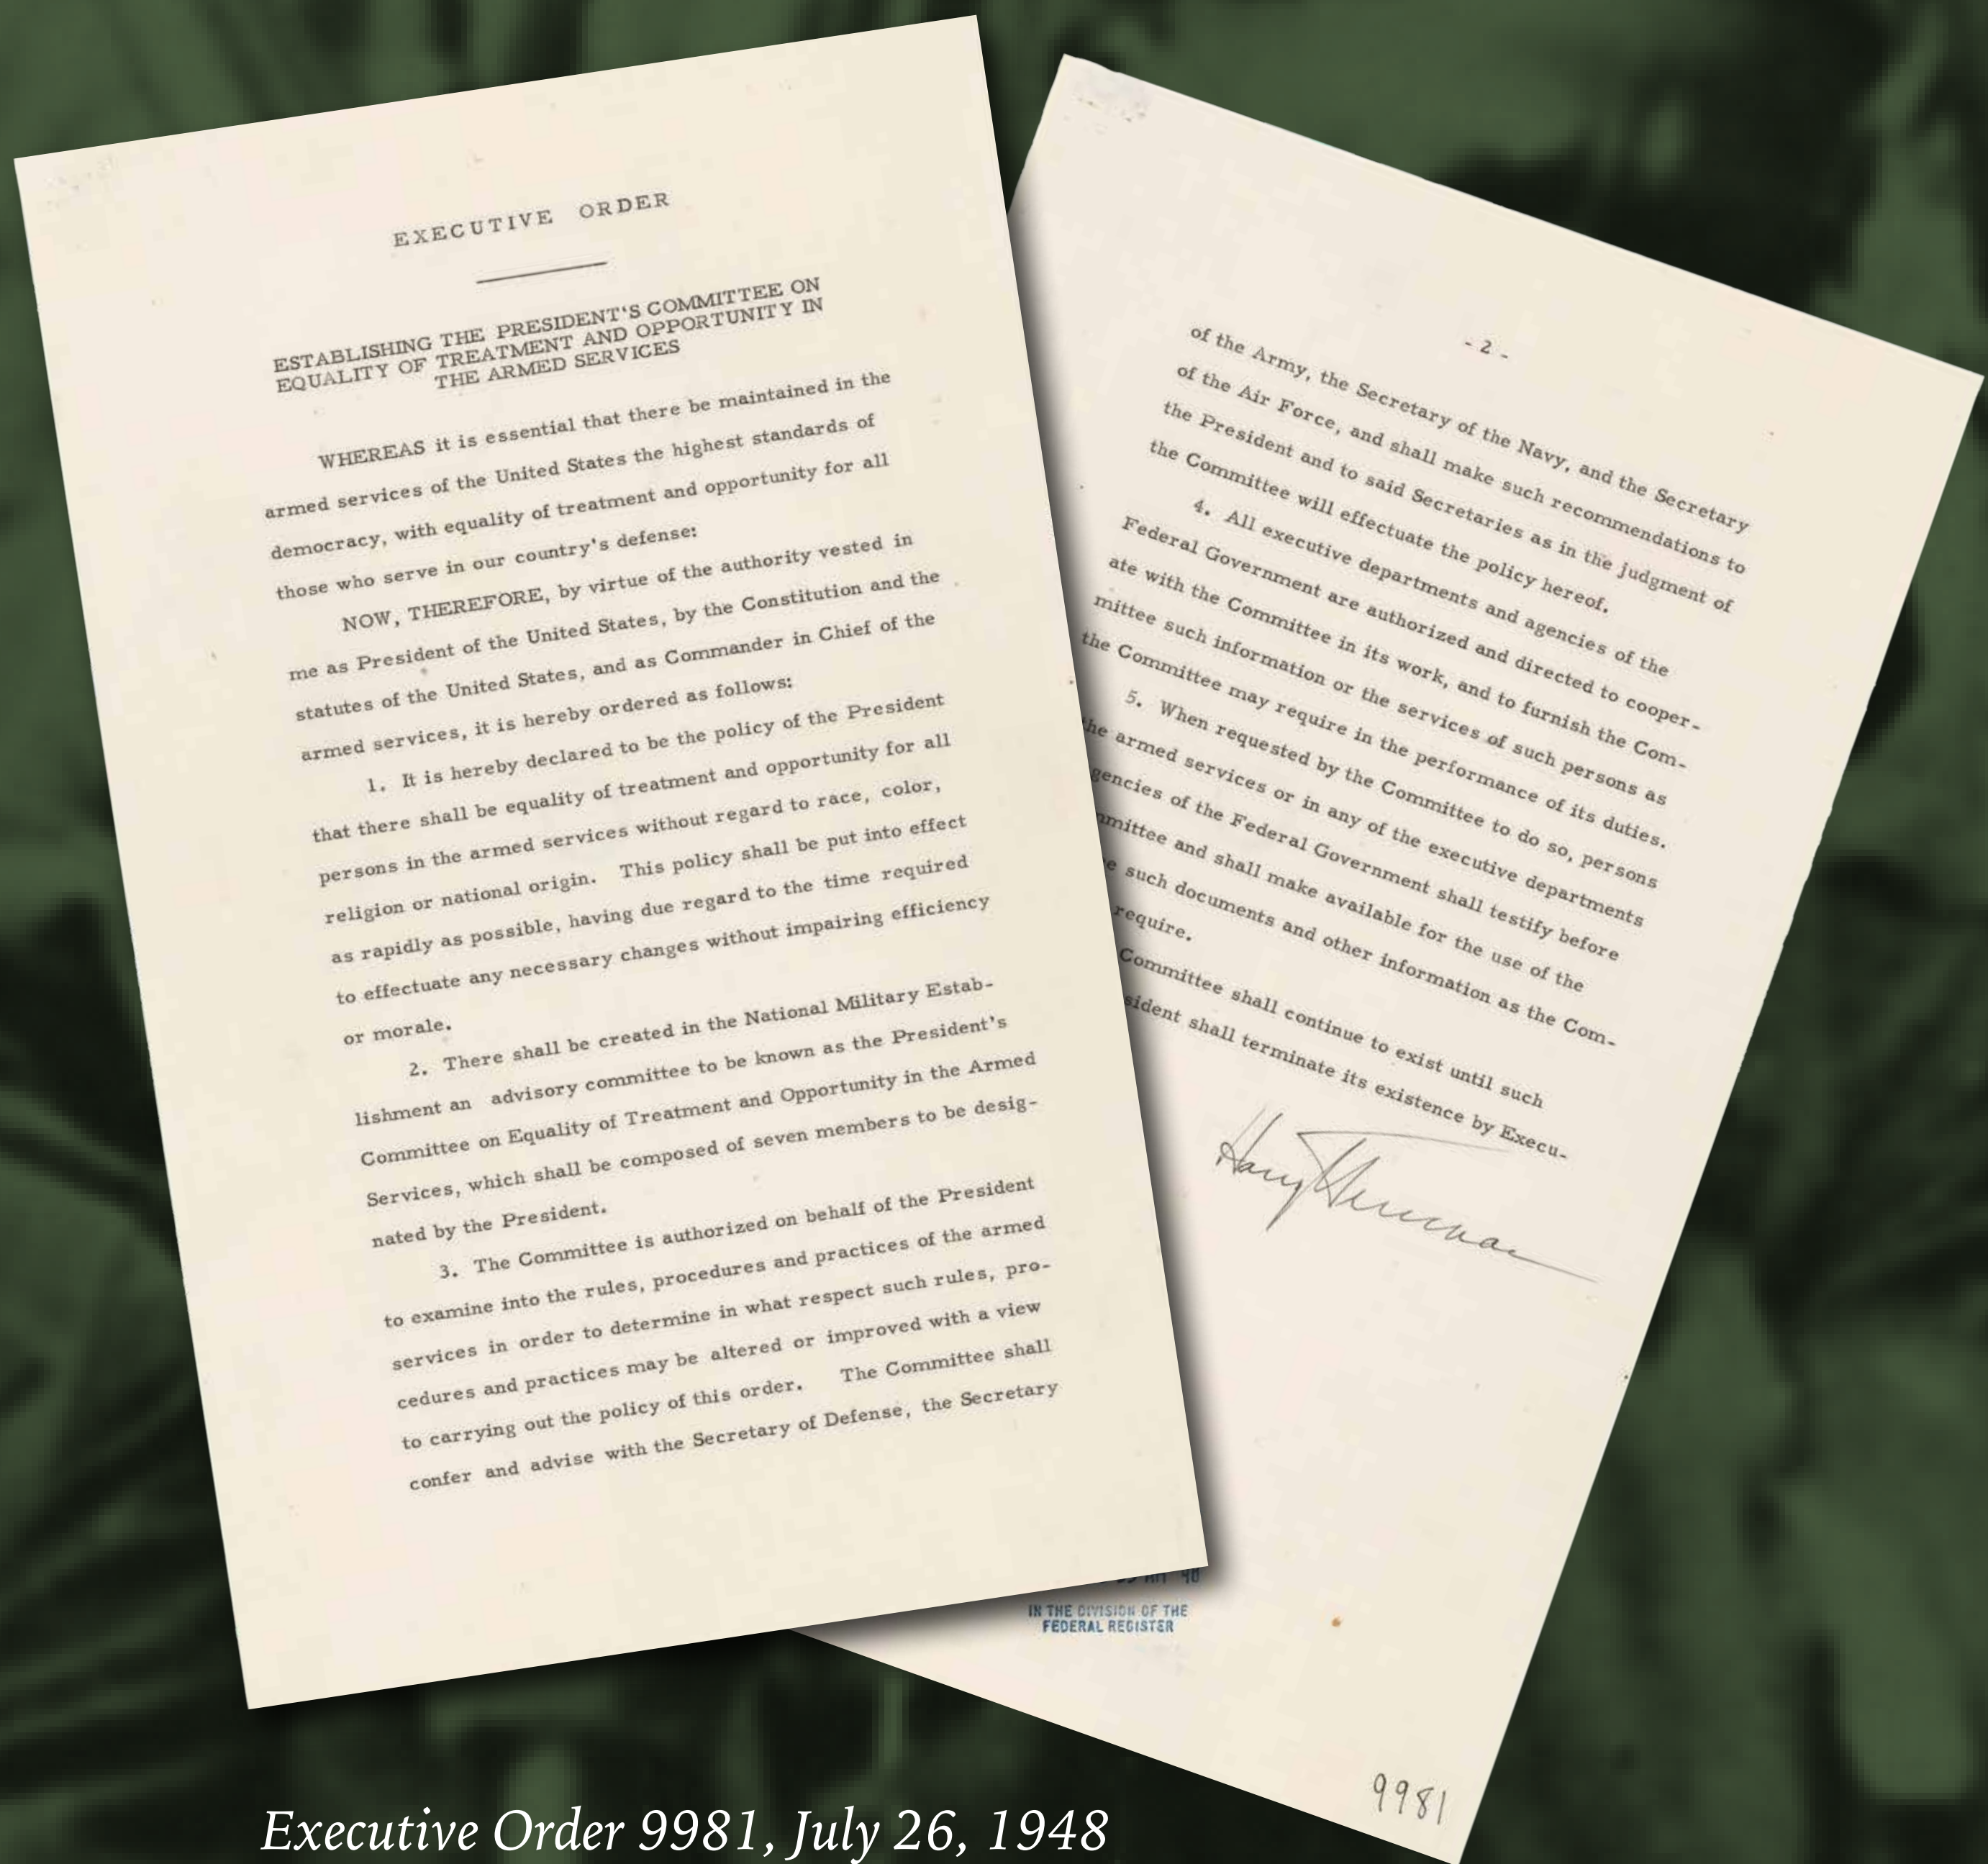 EXECUTIVE ORDER
ESTABLISHING THE PRESIDENT'S COMMITTEE ON
EQUALITY OF TREATMENT AND OPPORTUNITY IN
THE ARMED SERVICES
WHEREAS it is essential that there be maintained in the
armed services of the United States the highest standards of
democracy, with equality of treatment and opportunity for all
those who serve in our country's defense:
NOW, THEREFORE, by virtue of the authority vested in
me as President of the United States, by the Constitution and the
statutes of the United States, and as Commander in Chief of the
armed services, it is hereby ordered as follows:
1. It is hereby declared to be the policy of the President
that there shall be equality of treatment and opportunity for all
persons in the armed services without regard to race, color,
religion or national origin. This policy shall be put into effect
as rapidly as possible, having due regard to the time required
to effectuate any necessary changes without impairing efficiency
or morale.
2. There shall be created in the National Military Estab-
lishment an advisory committee to be known as the President's
Committee on Equality of Treatment and Opportunity in the Armed
Services, which shall be composed of seven members to be desig-
nated by the President.
3. The Committee is authorized on behalf of the President
to examine into the rules, procedures and practices of the armed
services in order to determine in what respect such rules, pro-
cedures and practices may be altered or improved with a view
to carrying out the policy of this order. The Committee shall
confer and advise with the Secretary of Defense, the Secretary
- 2 -
of the Army, the Secretary of the Navy, and the Secretary
of the Air Force, and shall make such recommendations to
the President and to said Secretaries as in the judgment of
the Committee will effectuate the policy hereof.
4. All executive departments and agencies of the
Federal Government are authorized and directed to cooper-
ate with the Committee in its work, and to furnish the Com-
mittee such information or the services of such persons as
the Committee may require in the performance of its duties.
5. When requested by the Committee to do so, persons
the armed services or in any of the executive departments
gencies of the Federal Government shall testify before
mmittee and shall make available for the use of the
such documents and other information as the Com-
require.
Committee shall continue to exist until such
sident shall terminate its existence by Execu-
Harry Truman
IN THE DIVISION OF THE
FEDERAL REGISTER
9981
Executive Order 9981, July 26, 1948